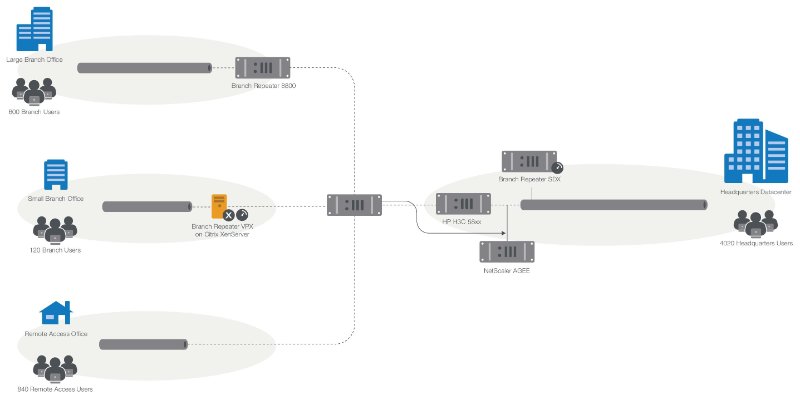 Large Branch Office
Branch Repeater 8800
800 Branch Users
Branch Repeater SDX
Headquarters Datacenter
Small Branch Office
HP H3C 58xx
Branch Repeater VPX
on Citrix XenServer
120 Branch Users
4020 Headquarters Users
NetScaler AGEE
Remote Access Office
840 Remote Access Users